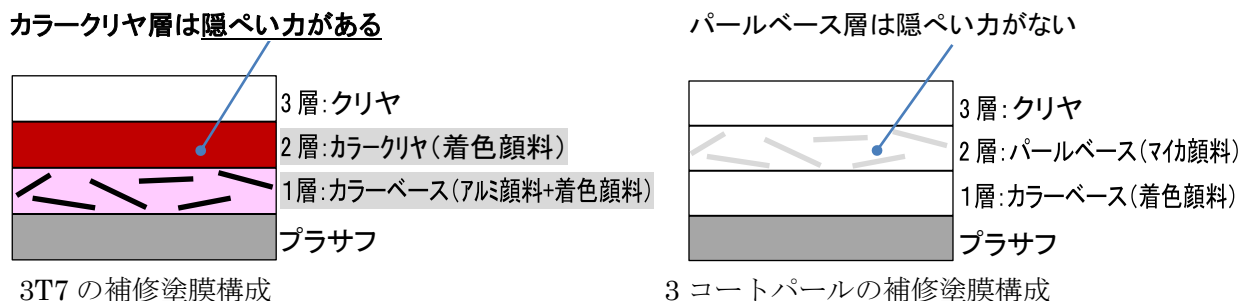 カラークリヤ層は隠ぺい力がある
3層:クリヤ
2層:カラークリヤ(着色顔料)
1層:カラーベース(アルミ顔料+着色顔料)
プラサフ
3T7 の補修塗膜構成
パールベース層は隠ぺい力がない
3層:クリヤ
2層:パールベース(マイカ顔料)
1層:カラーベース(着色顔料)
プラサフ
3 コートパールの補修塗膜構成